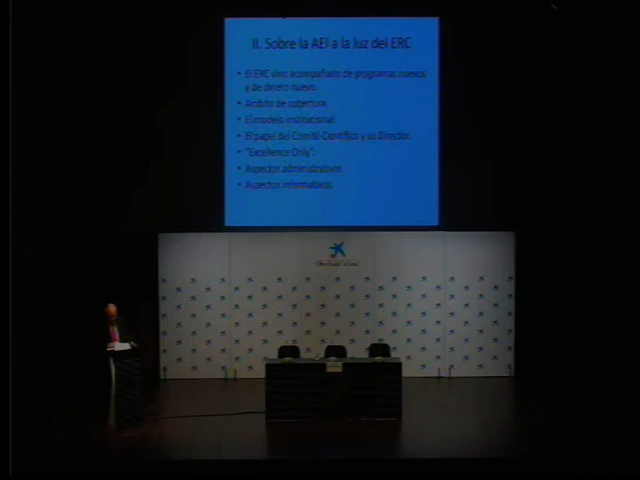 II. Sobre la AEI a la luz del ERC
• El ERC vino acompañado de programas nuevos
y de dinero nuevo.
• Ambito de cobertura
• El modelo institucional.
• El papel del Comité Científico y su Director.
• "Excellence Only".
• Aspectos administrativos
• Aspectos informativos